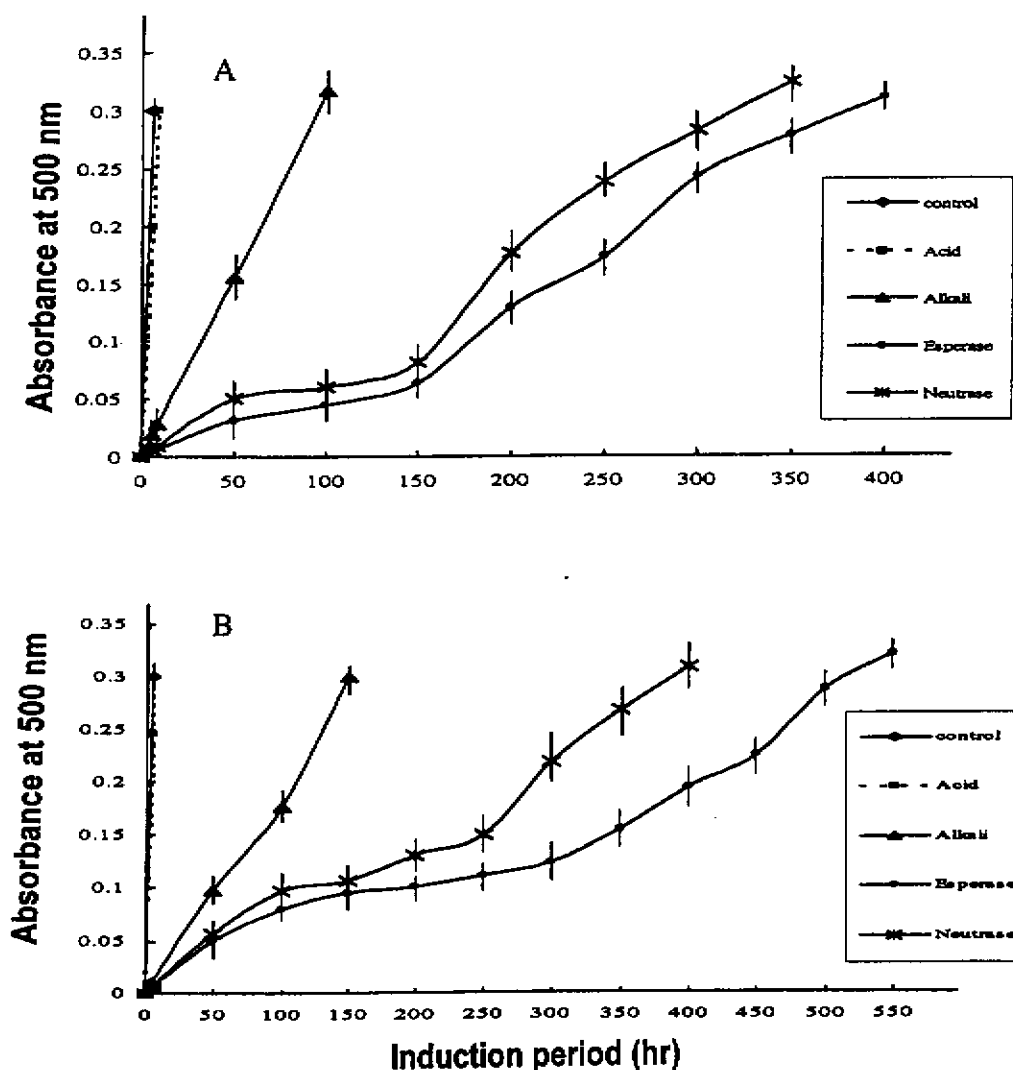 A
Absorbance at 500 nm
0.35
0.3
0.25
0.2
0.15
0.1
0.05
0
0 50 100 150 200 250 300 350 400
control
Acid
Alkali
Esperase
Neutrase
B
Absorbance at 500 nm
0.35
0.3
0.25
0.2
0.15
0.1
0.05
0
0 50 100 150 200 250 300 350 400 450 500 550
control
Acid
Alkali
Esperase
Neutrase
Induction period (hr)